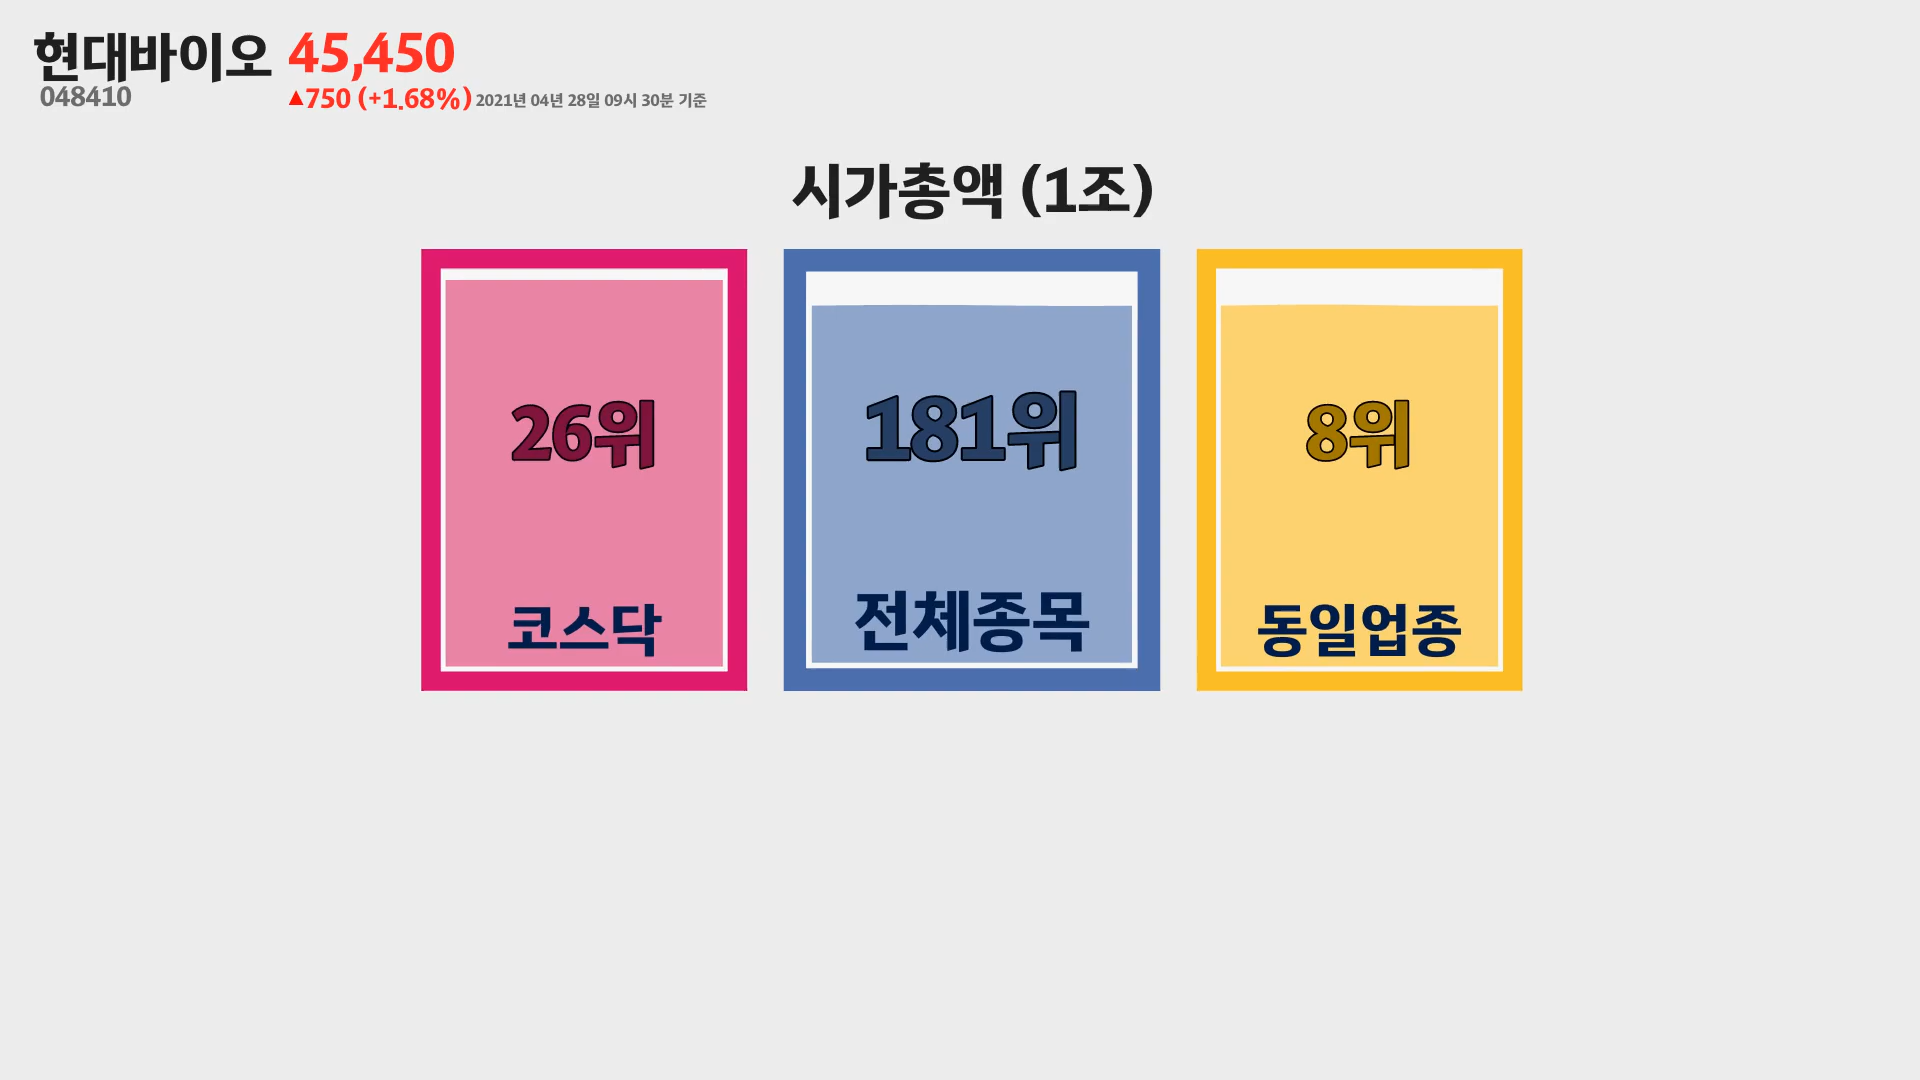 현대바이오 45,450
048410 ▲750 (+1.68%) 2021년 04년 28일 09시 30분 기준
시가총액 (1조)
26위 181위 8위
코스닥 전체종목 동일업종